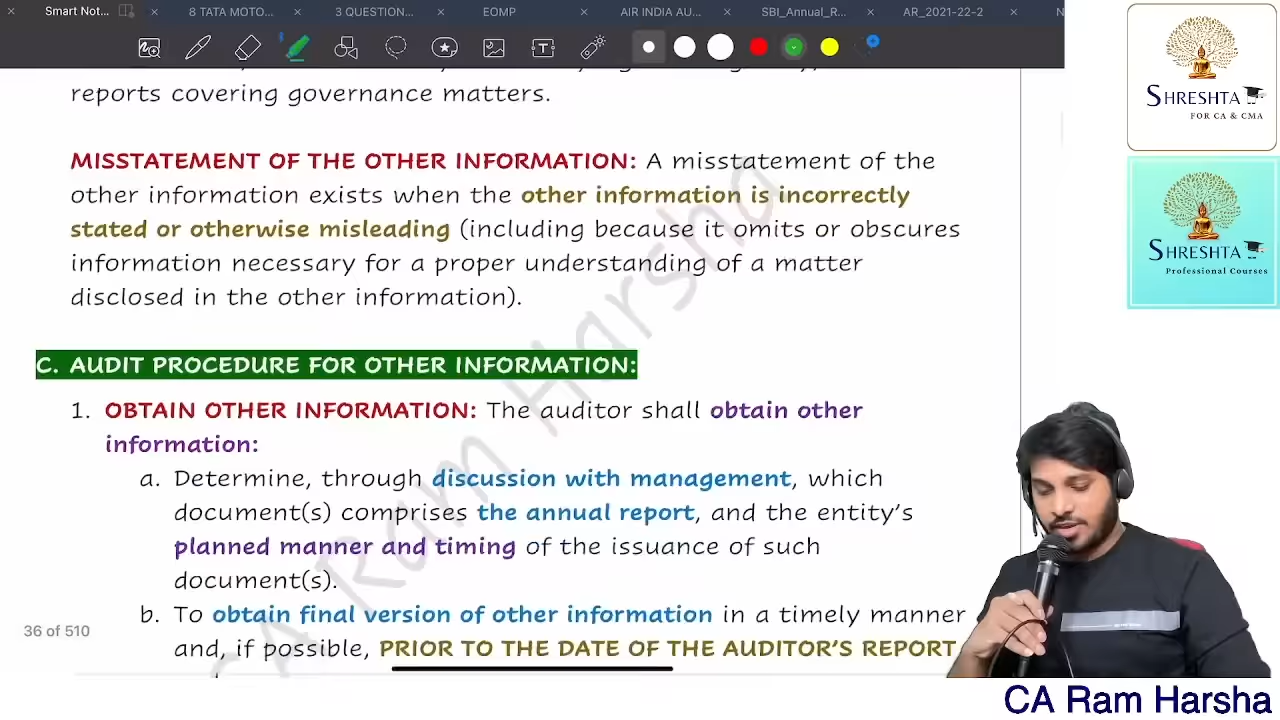 Smart Not...
8 TATA MOTO...
3 QUESTION...
EOMP
AIR INDIA AU...
SBI_Annual_R...
AR_2021-22-2
N
reports covering governance matters.
MISSTATEMENT OF THE OTHER INFORMATION: A misstatement of the
other information exists when the other information is incorrectly
stated or otherwise misleading (including because it omits or obscures
information necessary for a proper understanding of a matter
disclosed in the other information).
C. AUDIT PROCEDURE FOR OTHER INFORMATION:
1. OBTAIN OTHER INFORMATION: The auditor shall obtain other
information:
a. Determine, through discussion with management, which
document(s) comprises the annual report, and the entity's
planned manner and timing of the issuance of such
document(s).
b. To obtain final version of other information in a timely manner
and, if possible, PRIOR TO THE DATE OF THE AUDITOR'S REPORT
36 of 510
CA Ram Harsha
SHRESHTA
FOR CA & CMA
SHRESHTA
Professional Courses
CA Ram Harsha